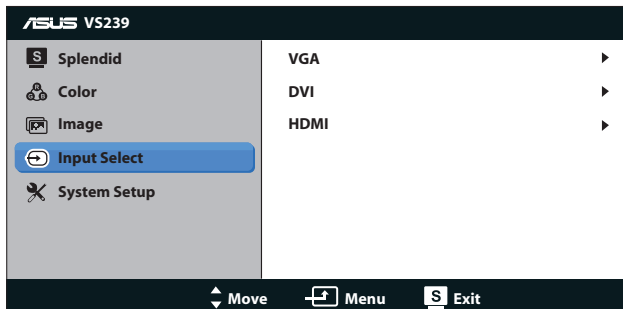 ASUS VS239
S Splendid
Color
Image
Input Select
System Setup
VGA
DVI
HDMI
Move Menu S Exit